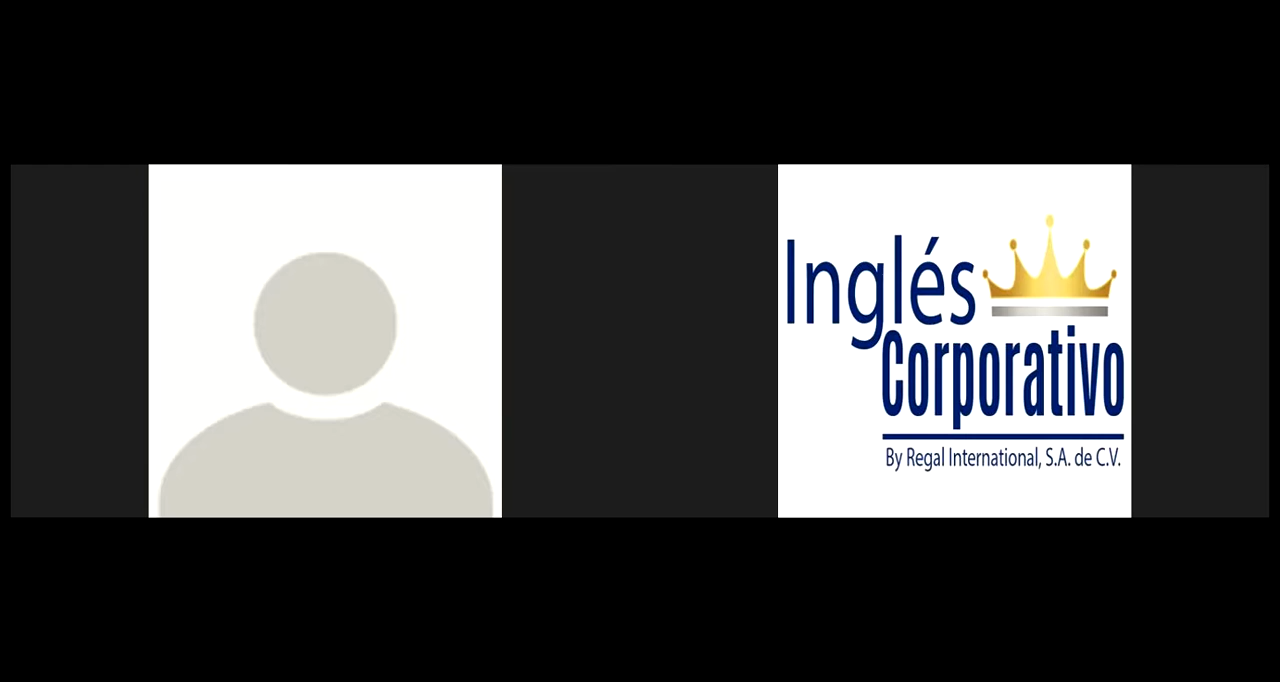 Inglés
Corporativo
By Regal International, S.A. de C.V.